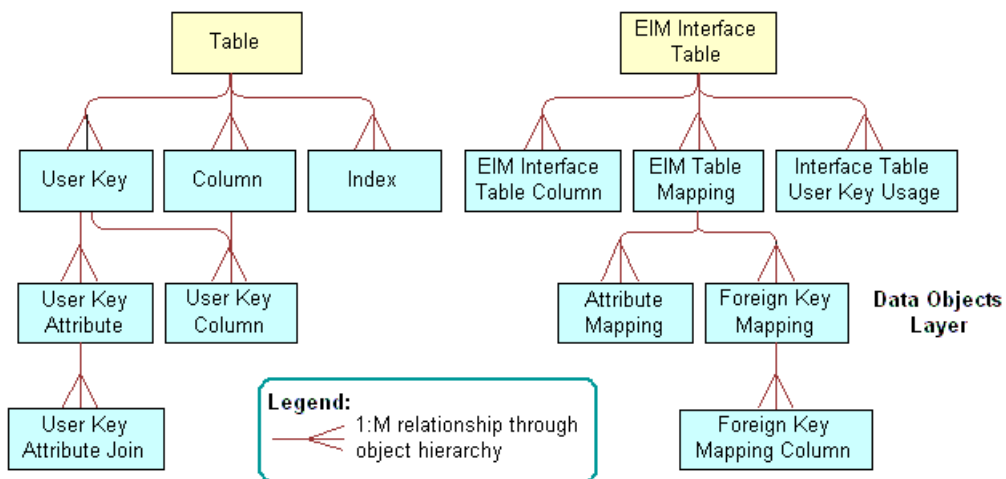 Table
EIM Interface
Table
User Key
Column
Index
EIM Interface
Table Column
EIM Table
Mapping
Interface Table
User Key Usage
User Key
Attribute
User Key
Column
Attribute
Mapping
Foreign Key
Mapping
Data Objects
Layer
User Key
Attribute Join
Legend:
1:M relationship through
object hierarchy
Foreign Key
Mapping Column